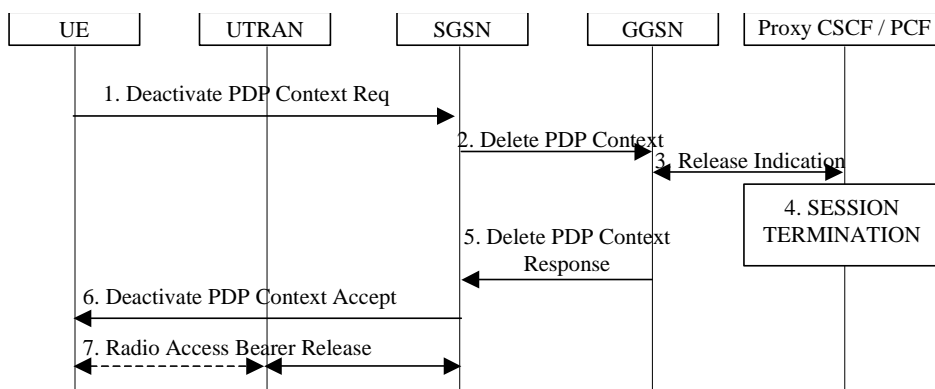 UE
UTRAN
SGSN
GGSN
Proxy CSCF / PCF
1. Deactivate PDP Context Req
2. Delete PDP Context
3. Release Indication
4. SESSION
TERMINATION
5. Delete PDP Context
Response
6. Deactivate PDP Context Accept
7. Radio Access Bearer Release